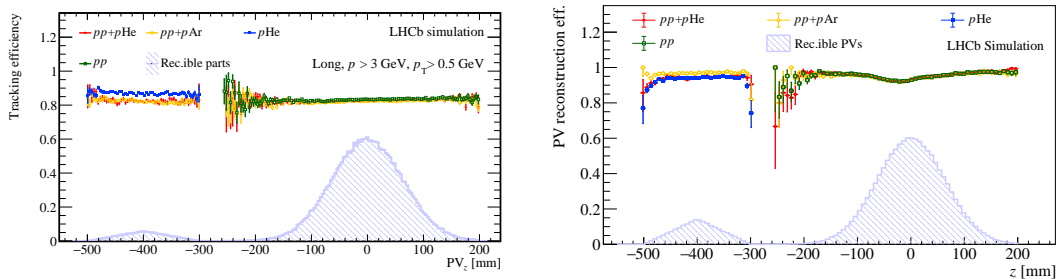 Tracking efficiency
1.2
1
0.8
0.6
0.4
0.2
0
pp+pHe pp+pAr pHe
pp Rec.ible parts
LHCb simulation
Long, p > 3 GeV, p_T> 0.5 GeV
−500 −400 −300 −200 −100 0 100 200
PV_z [mm]
PV reconstruction eff.
1.2
1
0.8
0.6
0.4
0.2
0
pp+pHe pp+pAr pHe
pp Rec.ible PVs
LHCb Simulation
−500 −400 −300 −200 −100 0 100 200
z [mm]